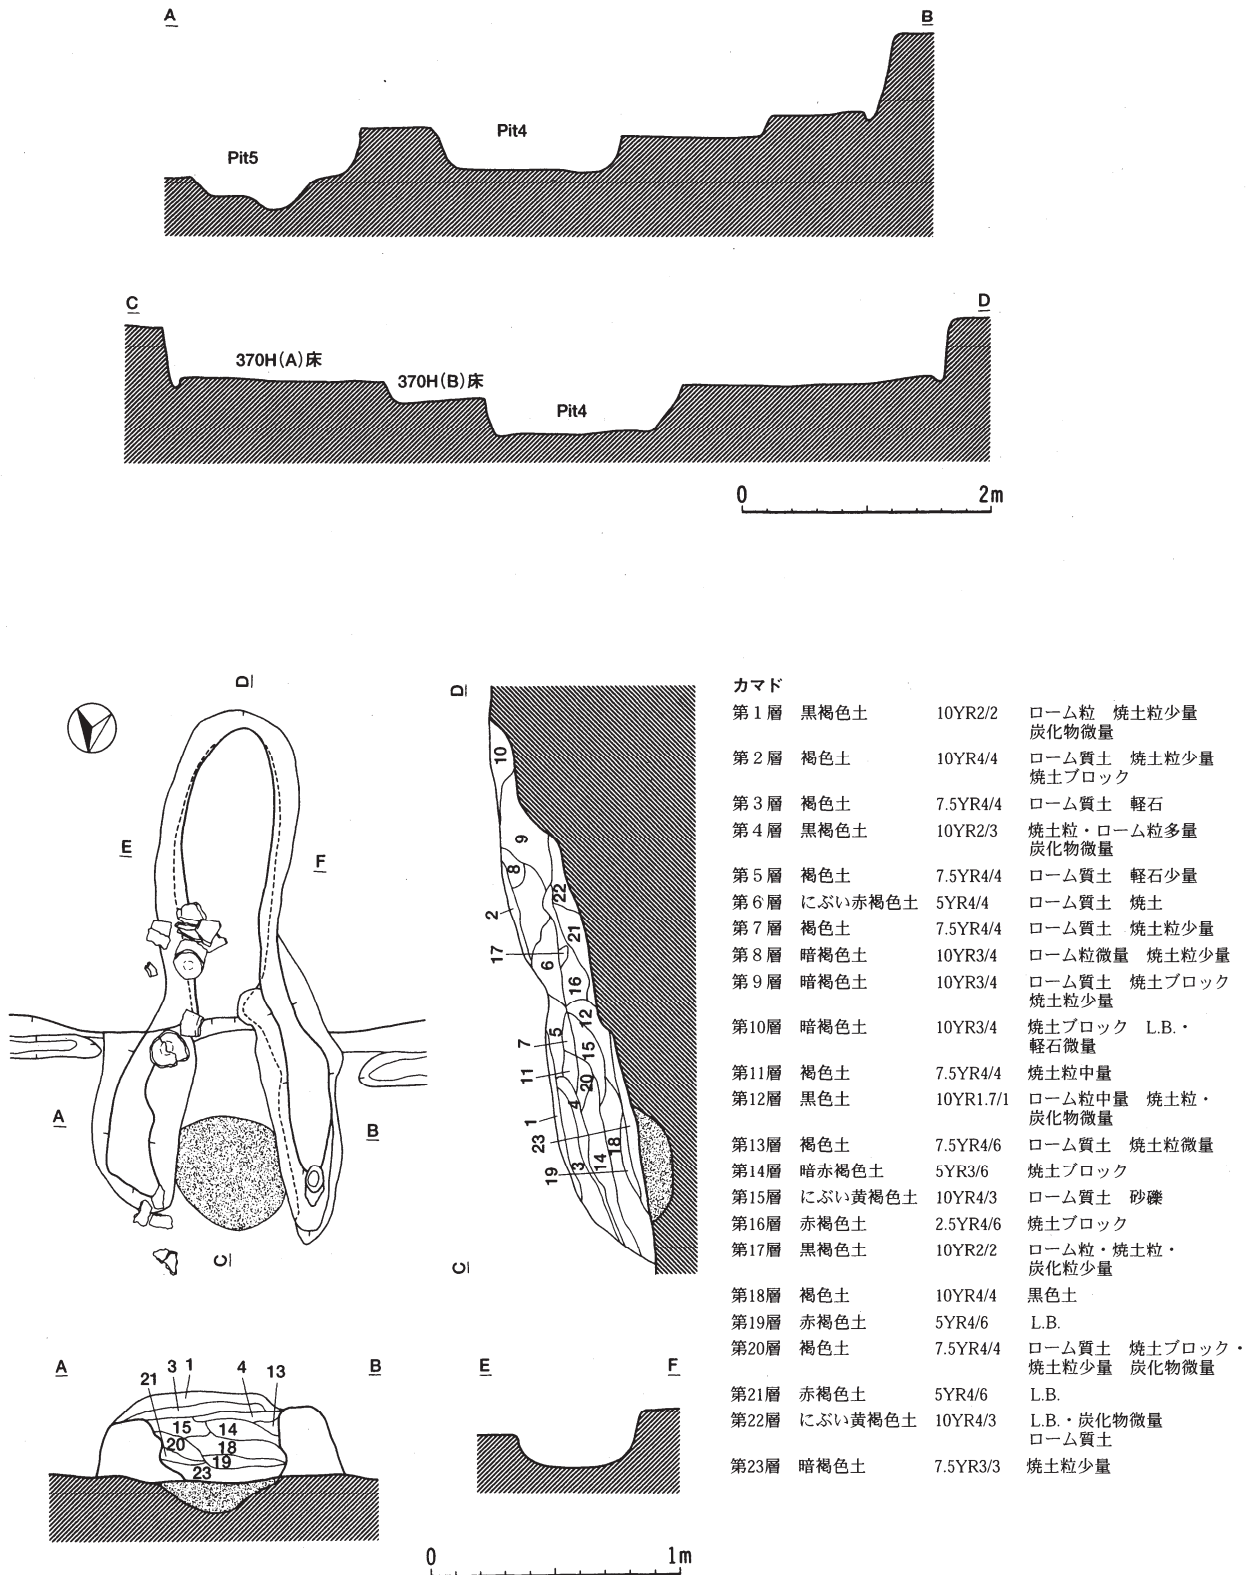 A
B
Pit5
Pit4
C
D
370H(A)床
370H(B)床
Pit4
0 2m
D
E
F
A
B
C
D
10
9
8
22
2
21
17
6
16
12
5
7
15
11
20
4
1
23
18
14
3
19
C
カマド
第1層 黒褐色土 10YR2/2 ローム粒 焼土粒少量
炭化物微量
第2層 褐色土 10YR4/4 ローム質土 焼土粒少量
焼土ブロック
第3層 褐色土 7.5YR4/4 ローム質土 軽石
第4層 黒褐色土 10YR2/3 焼土粒・ローム粒多量
炭化物微量
第5層 褐色土 7.5YR4/4 ローム質土 軽石少量
第6層 にぶい赤褐色土 5YR4/4 ローム質土 焼土
第7層 褐色土 7.5YR4/4 ローム質土 焼土粒少量
第8層 暗褐色土 10YR3/4 ローム粒微量 焼土粒少量
第9層 暗褐色土 10YR3/4 ローム質土 焼土ブロック
焼土粒少量
第10層 暗褐色土 10YR3/4 焼土ブロック L.B.・
軽石微量
第11層 褐色土 7.5YR4/4 焼土粒中量
第12層 黒色土 10YR1.7/1 ローム粒中量 焼土粒・
炭化物微量
第13層 褐色土 7.5YR4/6 ローム質土 焼土粒微量
第14層 暗赤褐色土 5YR3/6 焼土ブロック
第15層 にぶい黄褐色土 10YR4/3 ローム質土 砂礫
第16層 赤褐色土 2.5YR4/6 焼土ブロック
第17層 黒褐色土 10YR2/2 ローム粒・焼土粒・
炭化粒少量
第18層 褐色土 10YR4/4 黒色土
第19層 赤褐色土 5YR4/6 L.B.
第20層 褐色土 7.5YR4/4 ローム質土 焼土ブロック・
焼土粒少量 炭化物微量
第21層 赤褐色土 5YR4/6 L.B.
第22層 にぶい黄褐色土 10YR4/3 L.B.・炭化物微量
ローム質土
第23層 暗褐色土 7.5YR3/3 焼土粒少量
A
B
3 1 4 13
21
15 14
20 18
19
23
E
F
0 1m